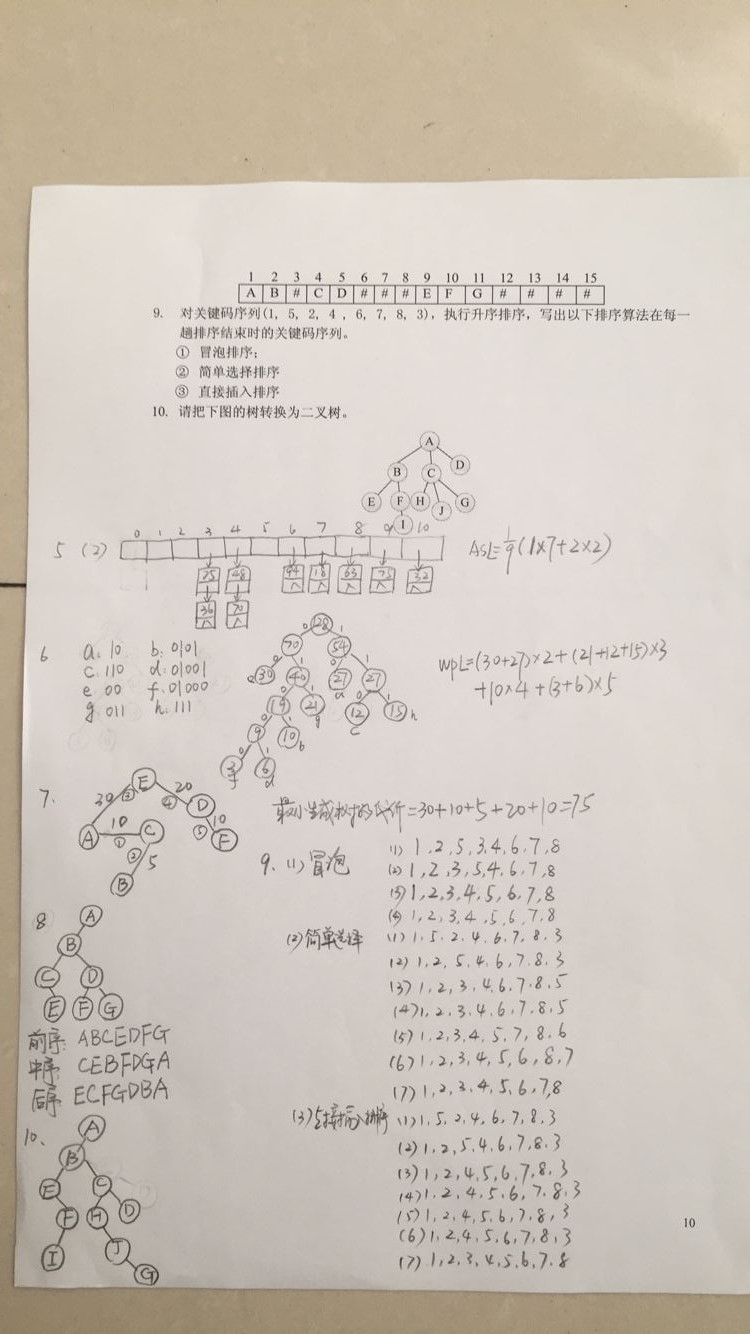 1 2 3 4 5 6 7 8 9 10 11 12 13 14 15
A B # C D # # # E F G # # # #
9. 对关键码序列(1, 5, 2, 4 , 6, 7, 8, 3)，执行升序排序，写出以下排序算法在每一
趟排序结束时的关键码序列。
① 冒泡排序；
② 简单选择排序
③ 直接插入排序
10. 请把下图的树转换为二叉树。
A
B C D
E F H J G
I
5 (2) 0 1 2 3 4 5 6 7 8 9 10
ASL=1/9(1×7+2×2)
25 48 94 18 63 75 32
36 70
6
a: 10 b: 0101
c: 110 d: 01001
e: 00 f: 01000
g: 011 h: 111
128
70 54
e 30 40 27 a 27
19 21 g 12 c 15 h
9 10 b
3 f 6 d
WPL=(30+27)×2+(21+12+15)×3
+10×4+(3+6)×5
7.
E 30 20 D 10 F
A 10 C 5 B
最小生成树的代价=30+10+5+20+10=75
8
A
B
C D
E F G
前序: ABCEDFG
中序 CEBFDGA
后序 ECFGDBA
9. (1) 冒泡
(1) 1,2,5,3,4,6,7,8
(2) 1,2,3,5,4,6,7,8
(3) 1,2,3,4,5,6,7,8
(4) 1,2,3,4,5,6,7,8
(2) 简单选择 (1) 1.5.2.4.6.7.8.3
(2) 1,2,5.4.6.7.8.3
(3) 1,2,3,4.6.7.8.5
(4) 1,2.3.4.6.7.8.5
(5) 1,2,3,4.5,7,8.6
(6) 1,2,3,4,5,6,8,7
(7) 1,2,3,4.5,6,7,8
(3) 直接插入排序 (1) 1.5.2,4,6,7,8,3
(2) 1,2,5.4.6.7,8.3
(3) 1,2,4,5,6,7,8,3
(4) 1.2,4,5,6,7.8.3
(5) 1,2,4,5,6,7,8,3
(6) 1,2,4,5,6,7,8,3
(7) 1,2,3,4,5,6,7.8
10.
A
B
E C
F H D
I J
G
10